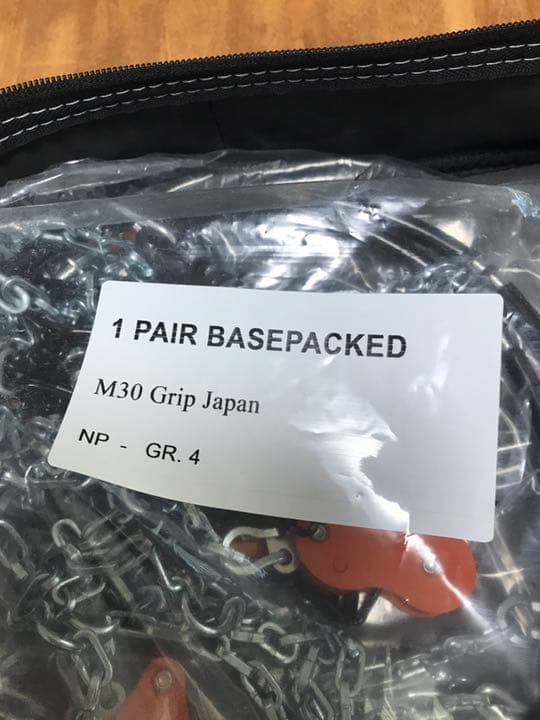 1 PAIR BASEPACKED
M30 Grip Japan
NP - GR. 4